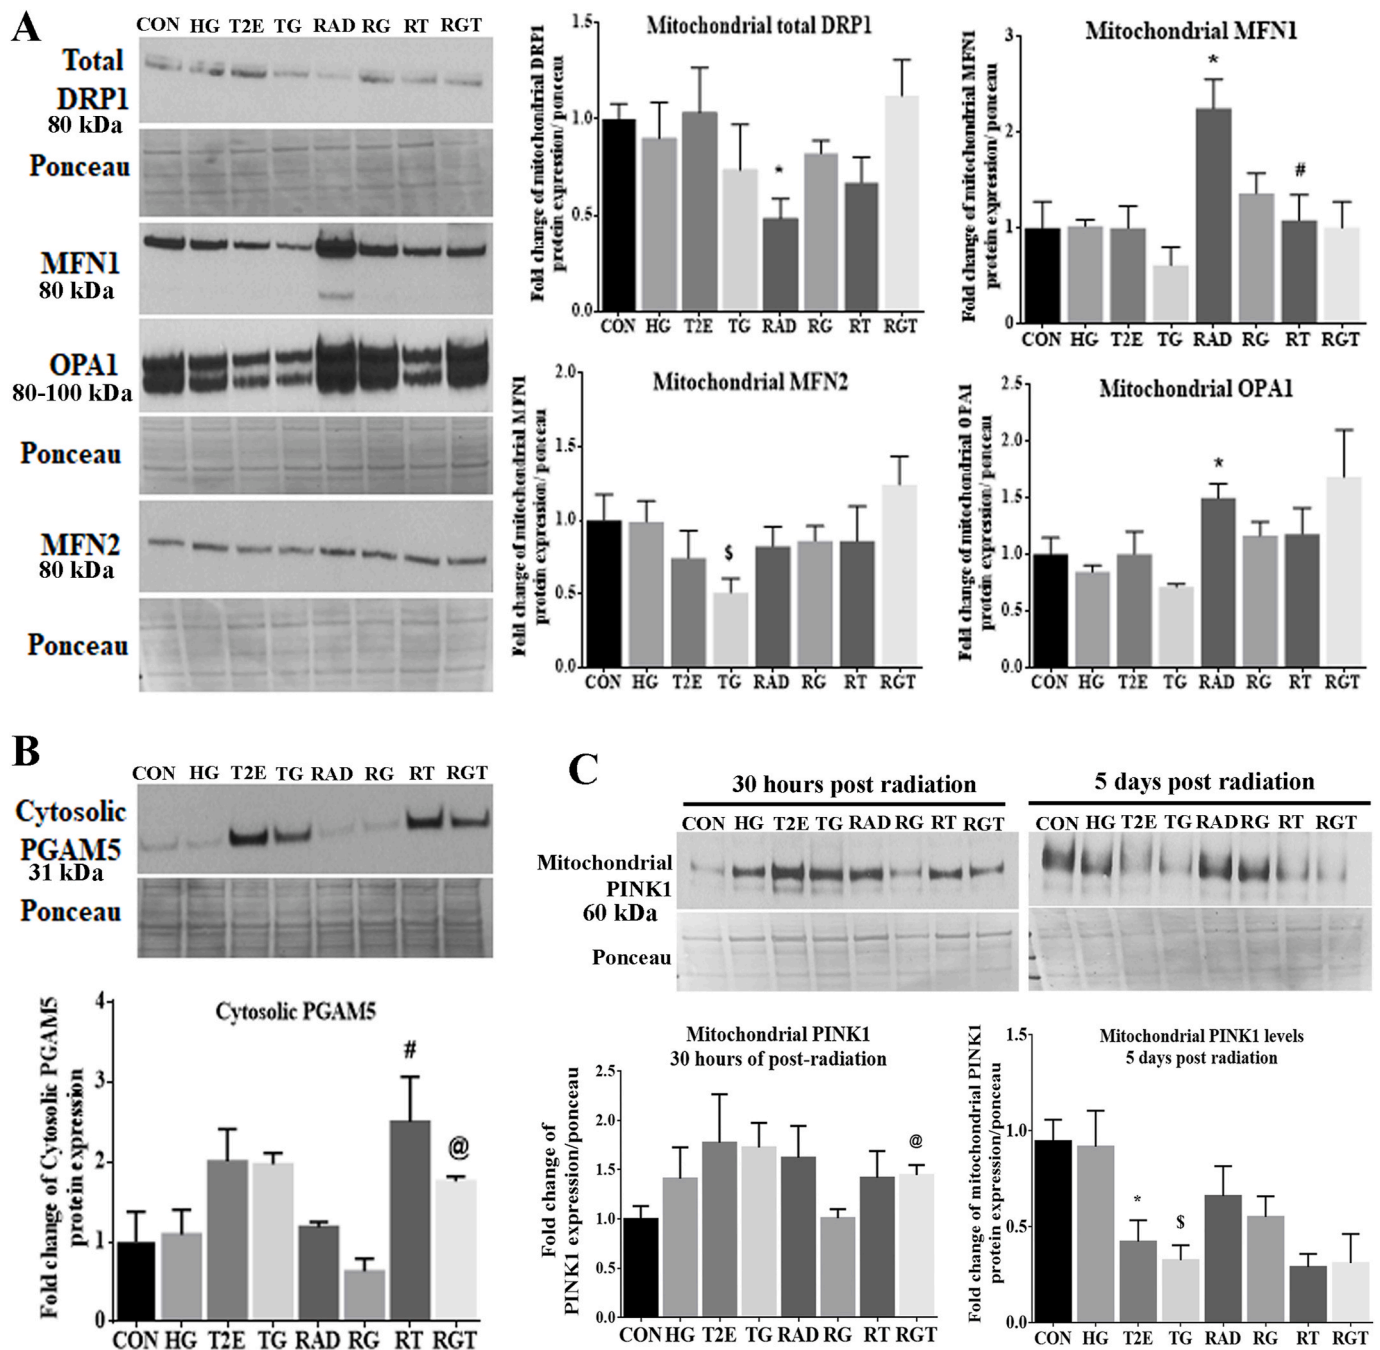 A
CON HG T2E TG RAD RG RT RGT
Total
DRP1
80 kDa
Ponceau
MFN1
80 kDa
OPA1
80-100 kDa
Ponceau
MFN2
80 kDa
Ponceau
Mitochondrial total DRP1
Fold change of mitochondrial DRP1
protein expression/ ponceau
1.5
1.0
0.5
0.0
*
CON HG T2E TG RAD RG RT RGT
Mitochondrial MFN1
Fold change of mitochondrial MFN1
protein expression/ ponceau
3
2
1
0
*
#
CON HG T2E TG RAD RG RT RGT
Mitochondrial MFN2
Fold change of mitochondrial MFN1
protein expression/ ponceau
2.0
1.5
1.0
0.5
0.0
$
CON HG T2E TG RAD RG RT RGT
Mitochondrial OPA1
Fold change of mitochondrial OPA1
protein expression/ ponceau
2.5
2.0
1.5
1.0
0.5
0.0
*
CON HG T2E TG RAD RG RT RGT
B
CON HG T2E TG RAD RG RT RGT
Cytosolic
PGAM5
31 kDa
Ponceau
Cytosolic PGAM5
Fold change of Cytosolic PGAM5
protein expression
4
3
2
1
0
#
@
CON HG T2E TG RAD RG RT RGT
C
30 hours post radiation
5 days post radiation
CON HG T2E TG RAD RG RT RGT
CON HG T2E TG RAD RG RT RGT
Mitochondrial
PINK1
60 kDa
Ponceau
Mitochondrial PINK1
30 hours of post-radiation
Fold change of
PINK1 expression/ponceau
2.5
2.0
1.5
1.0
0.5
0.0
@
CON HG T2E TG RAD RG RT RGT
Mitochondrial PINK1 levels
5 days post radiation
Fold change of mitochondrial PINK1
protein expression/ponceau
1.5
1.0
0.5
0.0
*
$
CON HG T2E TG RAD RG RT RGT